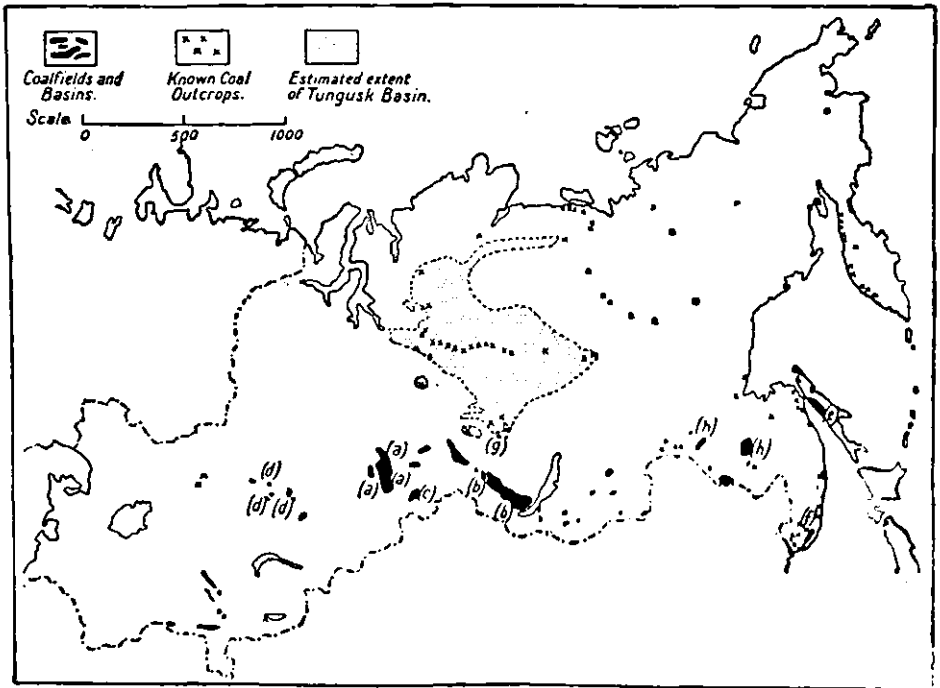 Coalfields and Basins.
Known Coal Outcrops.
Estimated extent of Tungusk Basin.
Scale
0 500 1000
(h)
(h)
(g)
(a)
(d)
(a) (a)
(b)
(c)
(d) (d)
(b)